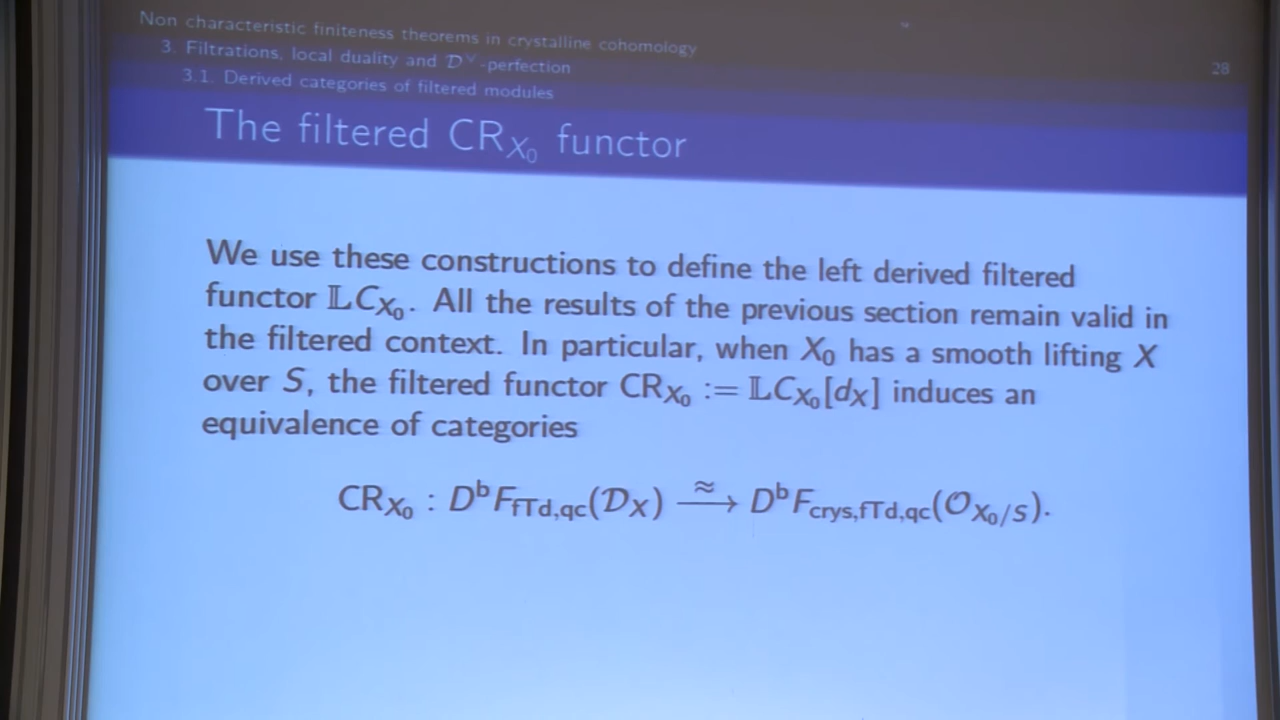 Non characteristic finiteness theorems in crystalline cohomology
3. Filtrations, local duality and 𝒟^∨-perfection
28
3.1. Derived categories of filtered modules
The filtered CR_{X_0} functor
We use these constructions to define the left derived filtered
functor 𝕃C_{X_0}. All the results of the previous section remain valid in
the filtered context. In particular, when X_0 has a smooth lifting X
over S, the filtered functor CR_{X_0} := 𝕃C_{X_0}[d_X] induces an
equivalence of categories
CR_{X_0} : D^b F_{fTd,qc}(𝒟_X) \xrightarrow{≈} D^b F_{crys,fTd,qc}(𝒪_{X_0/S}).